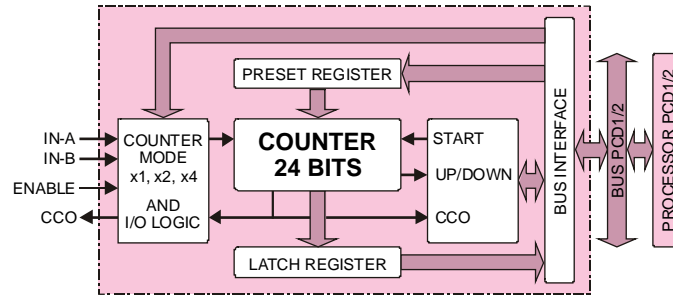 PRESET REGISTER
IN-A
IN-B
ENABLE
CCO
COUNTER
MODE
x1, x2, x4
AND
I/O LOGIC
COUNTER
24 BITS
START
UP/DOWN
CCO
LATCH REGISTER
BUS INTERFACE
BUS PCD1/2
PROCESSOR PCD1/2